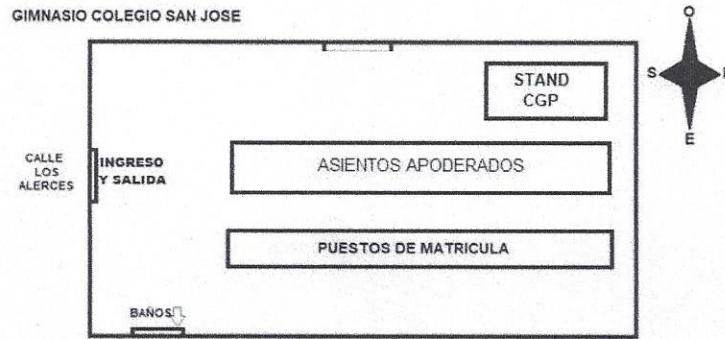 GIMNASIO COLEGIO SAN JOSE
O
S
E
STAND
CGP
CALLE
LOS
ALERCES
INGRESO
Y SALIDA
ASIENTOS APODERADOS
PUESTOS DE MATRICULA
BAÑOS